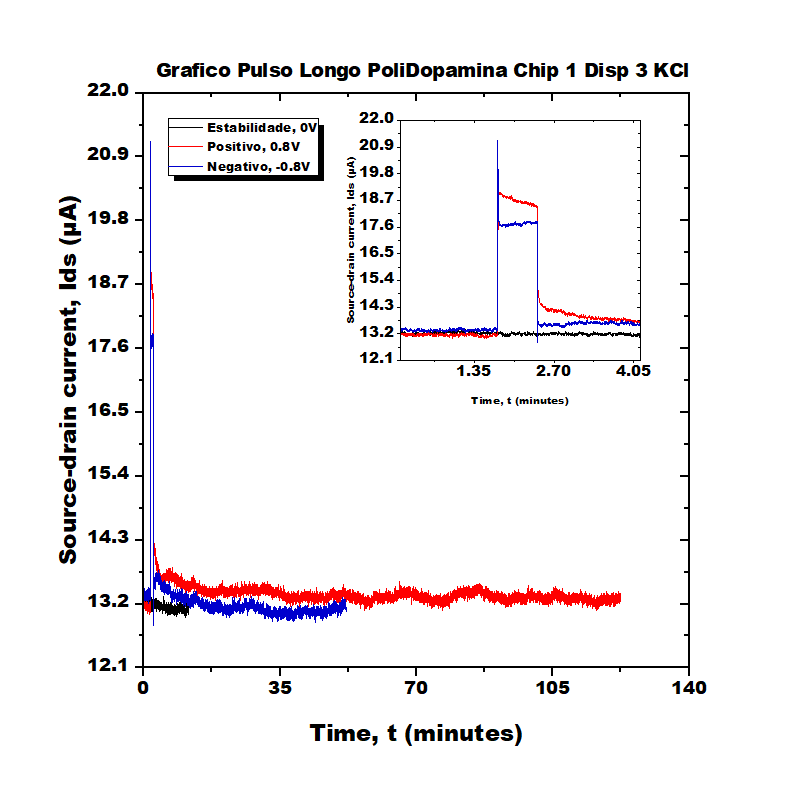 Grafico Pulso Longo PoliDopamina Chip 1 Disp 3 KCl
22.0
20.9
19.8
18.7
17.6
16.5
15.4
14.3
13.2
12.1
Source-drain current, Ids (µA)
Estabilidade, 0V
Positivo, 0.8V
Negativo, -0.8V
22.0
20.9
19.8
18.7
17.6
16.5
15.4
14.3
13.2
12.1
Source-drain current, Ids (µA)
1.35 2.70 4.05
Time, t (minutes)
0 35 70 105 140
Time, t (minutes)